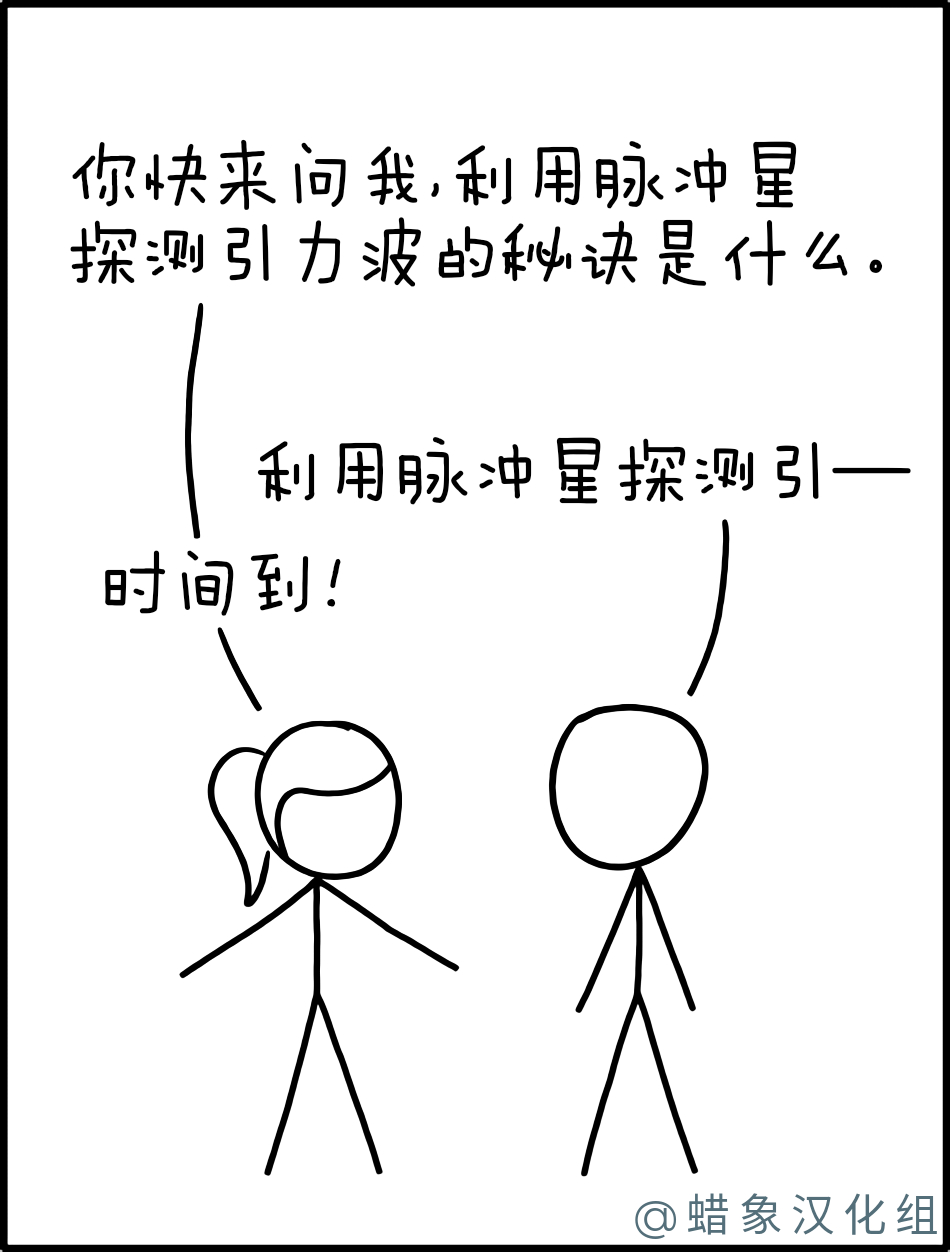 你快来问我,利用脉冲星
探测引力波的秘诀是什么。
利用脉冲星探测引——
时间到!
@蜡象汉化组